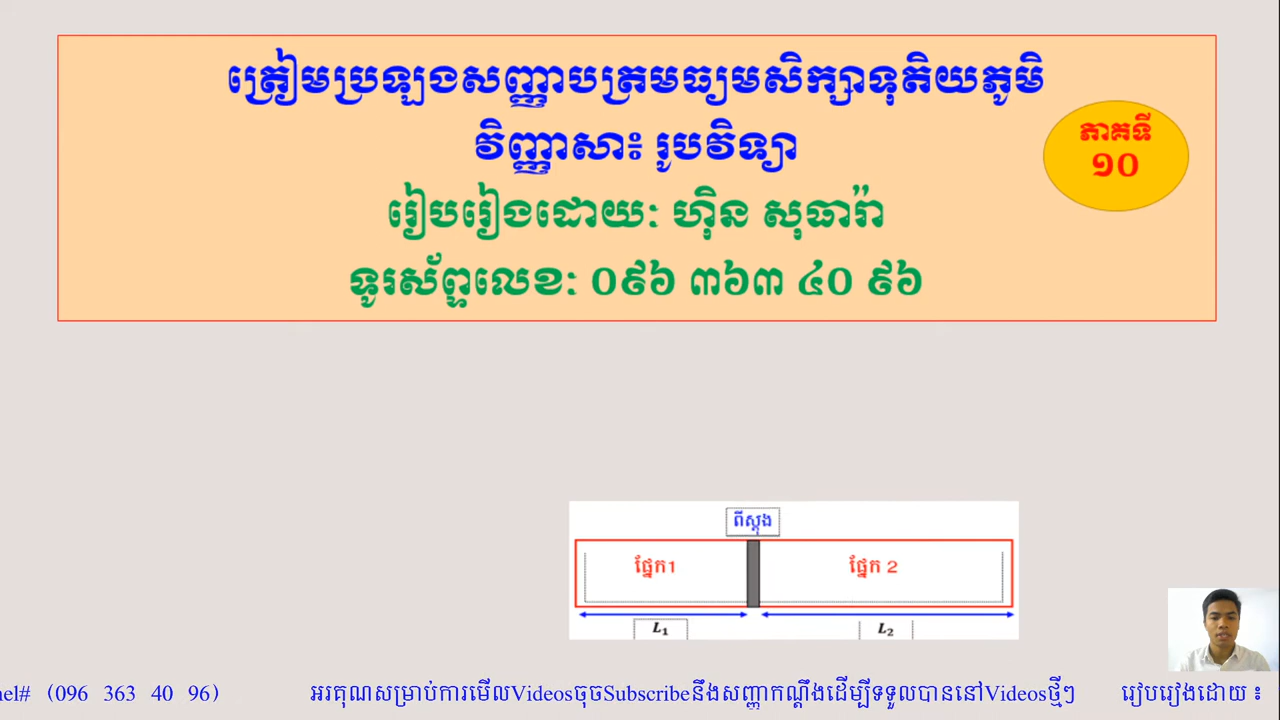 ត្រៀមប្រឡងសញ្ញាបត្រមធ្យមសិក្សាទុតិយភូមិ
វិញ្ញាសា៖ រូបវិទ្យា
ភាគទី
១០
រៀបរៀងដោយៈ ហ៊ិន សុធារ៉ា
ទូរស័ព្ទលេខៈ ០៩៦ ៣៦៣ ៤០ ៩៦
ពីស្តុង
ផ្នែក1
ផ្នែក 2
L₁
L₂
nel# (096 363 40 96) អរគុណសម្រាប់ការមើលVideosចុចSubscribeនឹងសញ្ញាកណ្តឹងដើម្បីទទួលបាននៅVideosថ្មីៗ រៀបរៀងដោយ ៖